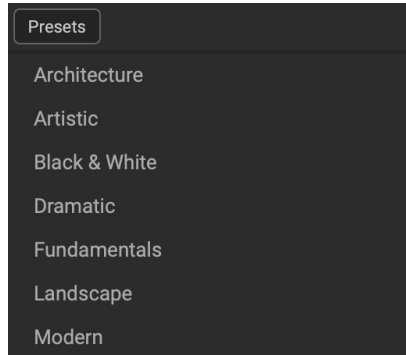 Presets
Architecture
Artistic
Black & White
Dramatic
Fundamentals
Landscape
Modern